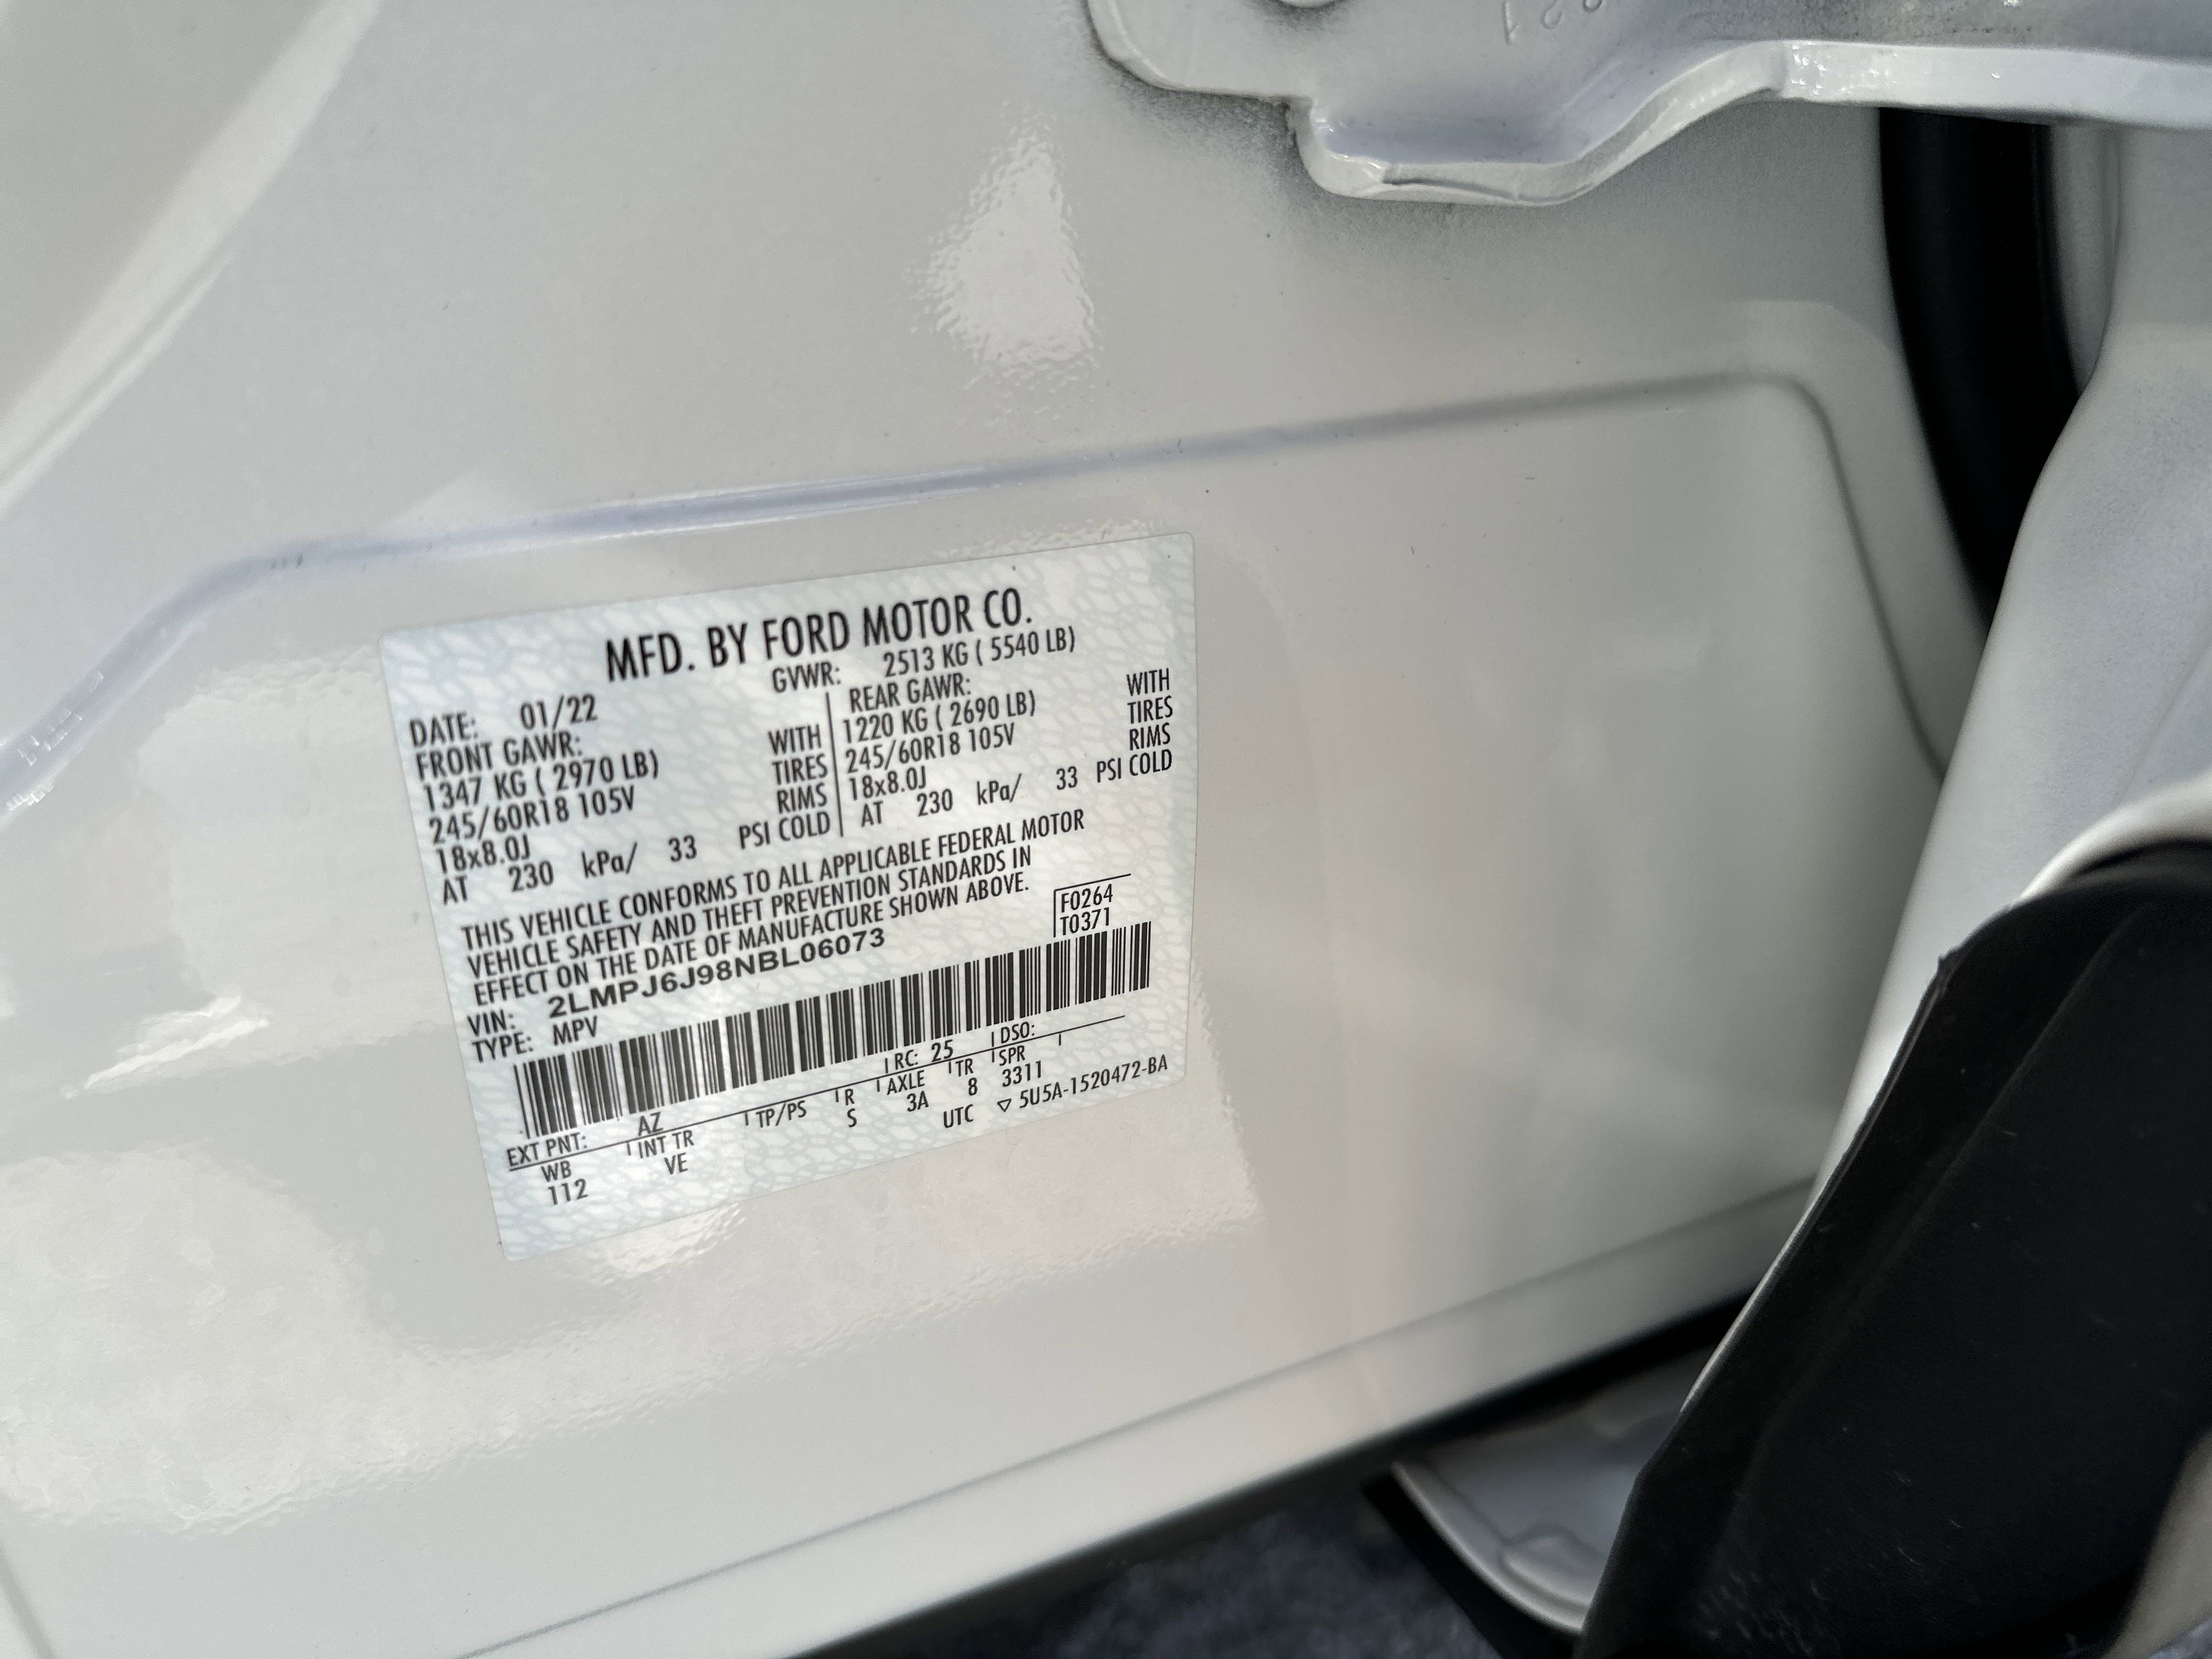 MFD. BY FORD MOTOR CO.
DATE: 01/22 GVWR: 2513 KG ( 5540 LB)
FRONT GAWR: REAR GAWR:
1347 KG ( 2970 LB) WITH 1220 KG ( 2690 LB) WITH
245/60R18 105V TIRES 245/60R18 105V TIRES
18x8.0J RIMS 18x8.0J RIMS
AT 230 kPa/ 33 PSI COLD AT 230 kPa/ 33 PSI COLD
THIS VEHICLE CONFORMS TO ALL APPLICABLE FEDERAL MOTOR
VEHICLE SAFETY AND THEFT PREVENTION STANDARDS IN
EFFECT ON THE DATE OF MANUFACTURE SHOWN ABOVE.
F0264
T0371
VIN: 2LMPJ6J98NBL06073
TYPE: MPV
EXT PNT: AZ RC: 25 DSO:
WB INT TR TP/PS R AXLE TR SPR
112 VE S 3A 8 3311
UTC ▽ 5U5A-1520472-BA